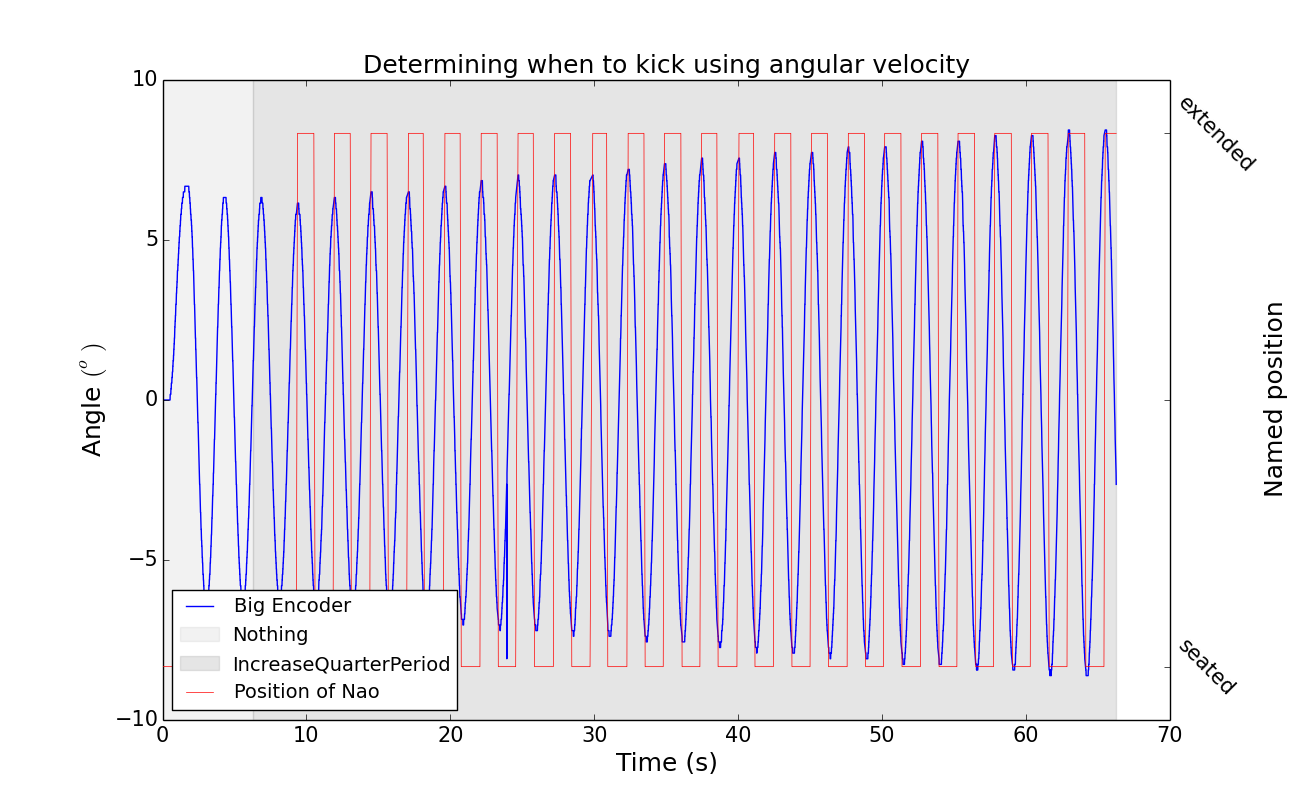 Determining when to kick using angular velocity
10
5
0
−5
−10
Angle (°)
0 10 20 30 40 50 60 70
Time (s)
extended
seated
Named position
Big Encoder
Nothing
IncreaseQuarterPeriod
Position of Nao